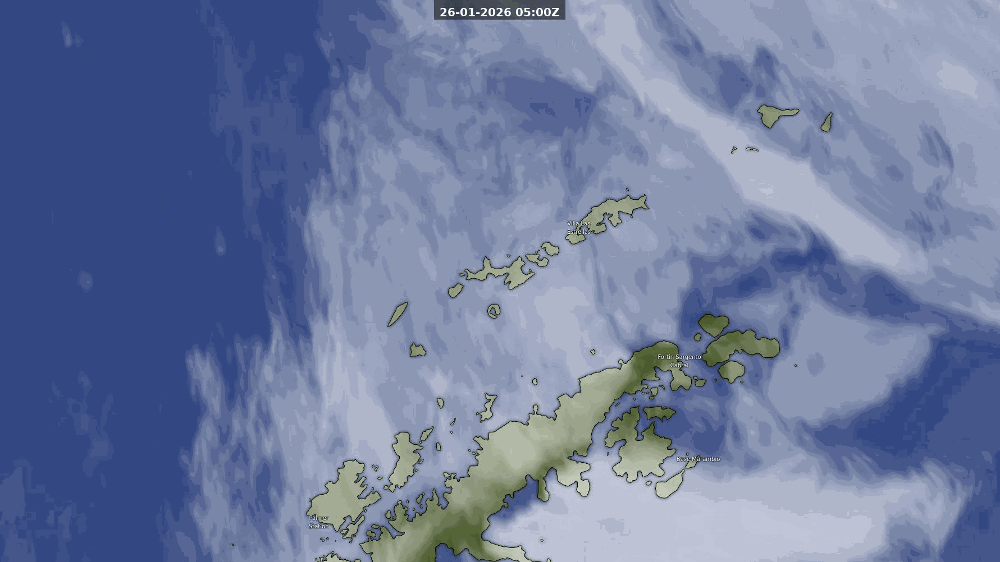 26-01-2026 05:00Z
Villa Las
Estrellas
Fortin Sargento
Cabral
Base Marambio
Palmer
Station